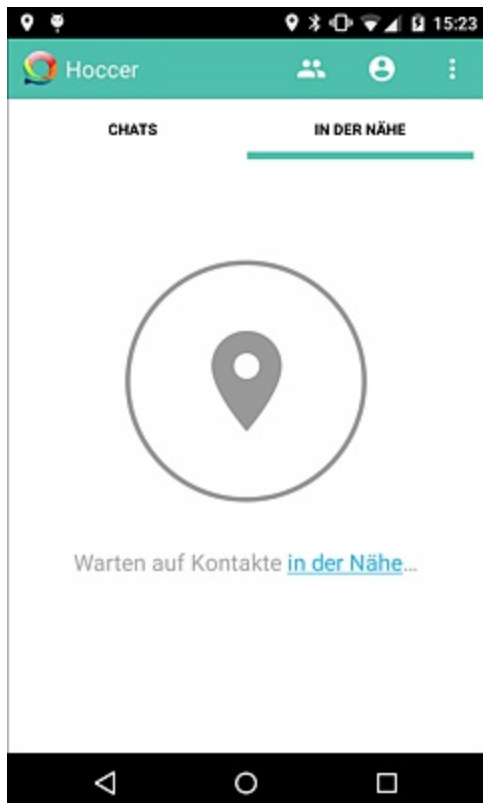 15:23
Hoccer
CHATS IN DER NÄHE
Warten auf Kontakte in der Nähe…